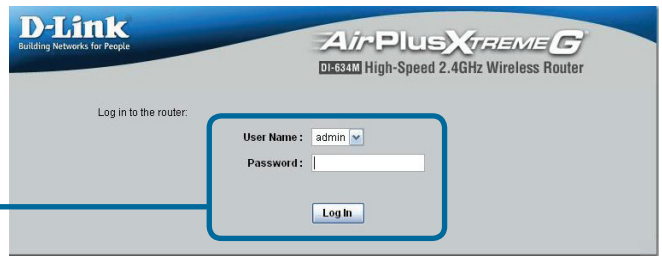 D-Link
Building Networks for People
AirPlusXTREMEG
DI-634M High-Speed 2.4GHz Wireless Router
Log in to the router:
User Name : admin
Password :
Log In